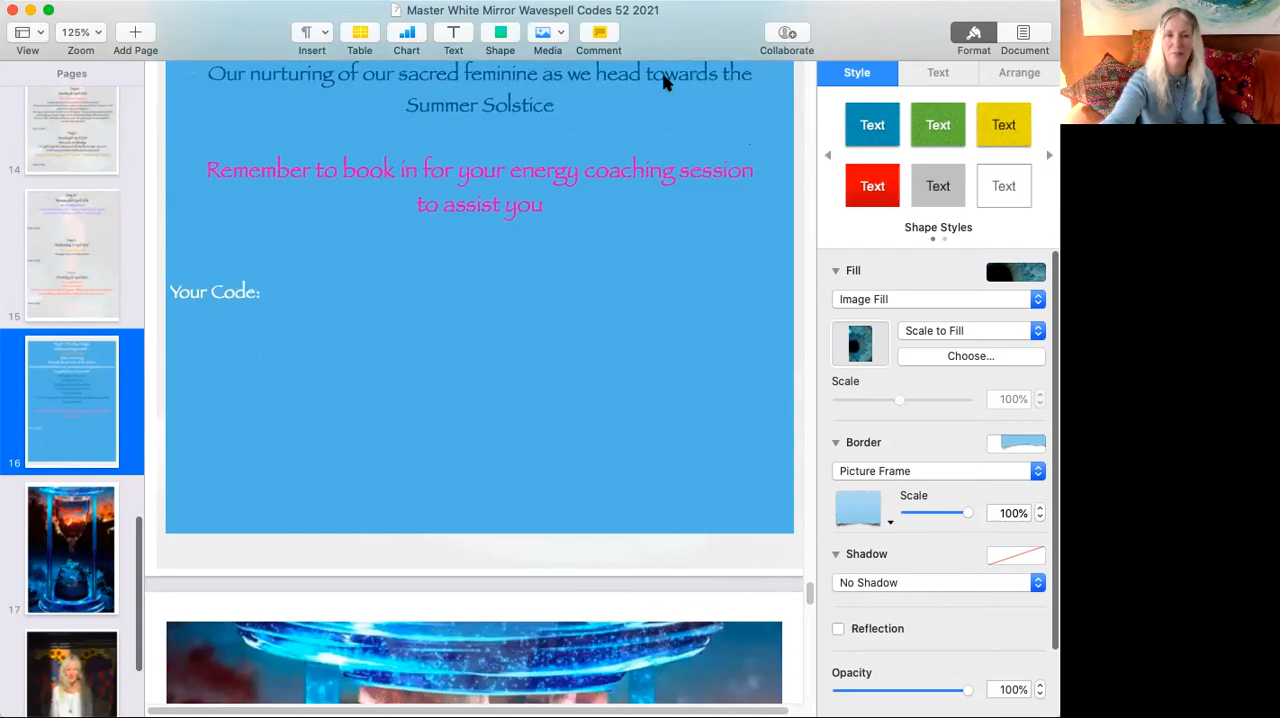 Master White Mirror Wavespell Codes 52 2021
125%
View
Zoom
Add Page
Insert
Table
Chart
Text
Shape
Media
Comment
Collaborate
Format
Document
Pages
14
15
16
17
Our nurturing of our sacred feminine as we head towards the
Summer Solstice
Remember to book in for your energy coaching session
to assist you
Your Code:
Style
Text
Arrange
Text
Text
Text
Text
Text
Text
Shape Styles
Fill
Image Fill
Scale to Fill
Choose...
Scale
100%
Border
Picture Frame
Scale
100%
Shadow
No Shadow
Reflection
Opacity
100%